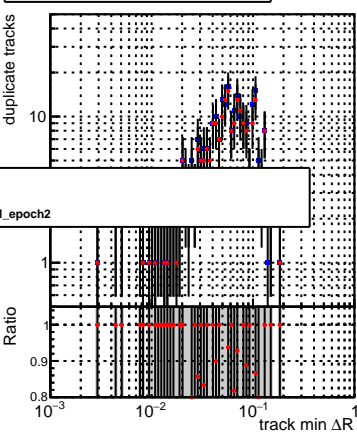 duplicate tracks
10
l_epoch2
1
Ratio
1
0.9
0.8
10⁻³ 10⁻² 10⁻¹ 1
track min ΔR